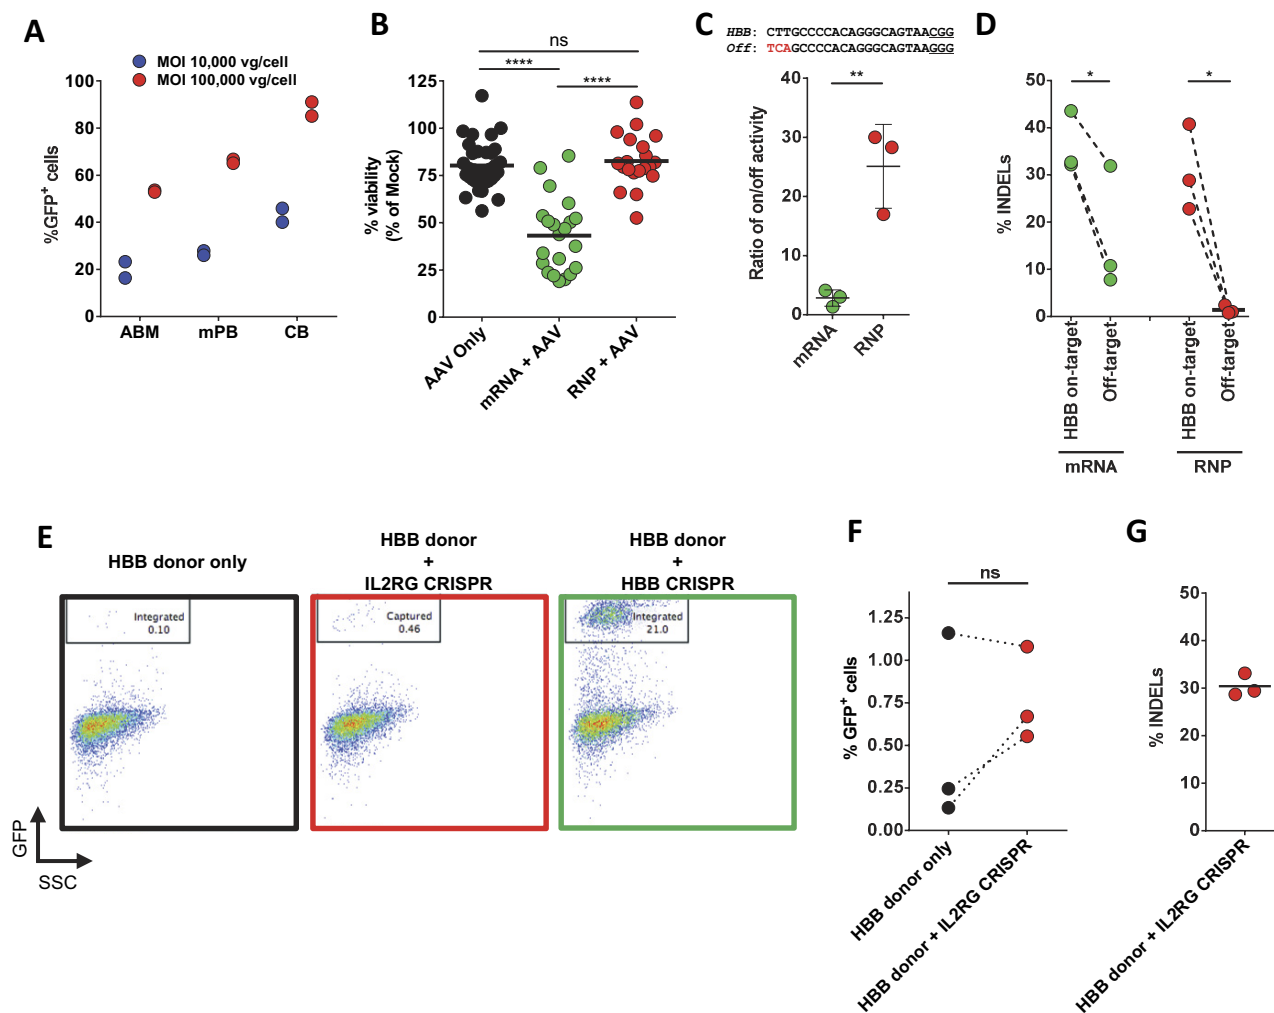 A
MOI 10,000 vg/cell
MOI 100,000 vg/cell
%GFP+ cells
100
80
60
40
20
0
ABM
mPB
CB
B
ns
****
****
% viability
(% of Mock)
125
100
75
50
25
0
AAV Only
mRNA + AAV
RNP + AAV
C
HBB: CTTGCCCCACAGGGCAGTAACGG
Off: TCAGCCCCACAGGGCAGTAAGGG
Ratio of on/off activity
40
30
20
10
0
**
mRNA
RNP
D
% INDELs
50
40
30
20
10
0
*
*
HBB on-target
Off-target
HBB on-target
Off-target
mRNA
RNP
E
HBB donor only
HBB donor
+
IL2RG CRISPR
HBB donor
+
HBB CRISPR
Integrated
0.10
Captured
0.46
Integrated
21.0
GFP
SSC
F
ns
% GFP+ cells
1.25
1.00
0.75
0.50
0.25
0.00
HBB donor only
HBB donor + IL2RG CRISPR
G
% INDELs
50
40
30
20
10
0
HBB donor + IL2RG CRISPR